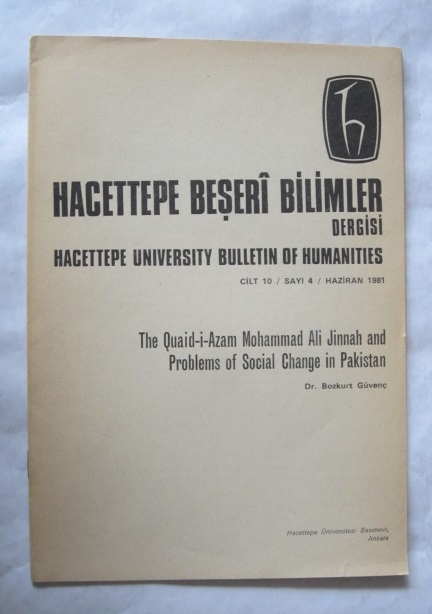 HACETTEPE BEŞERÎ BİLİMLER
DERGİSİ
HACETTEPE UNIVERSITY BULLETIN OF HUMANITIES
CİLT 10 / SAYI 4 / HAZİRAN 1981
The Quaid-i-Azam Mohammad Ali Jinnah and
Problems of Social Change in Pakistan
Dr. Bozkurt Güvenç
Hacettepe Üniversitesi Basımevi,
Ankara